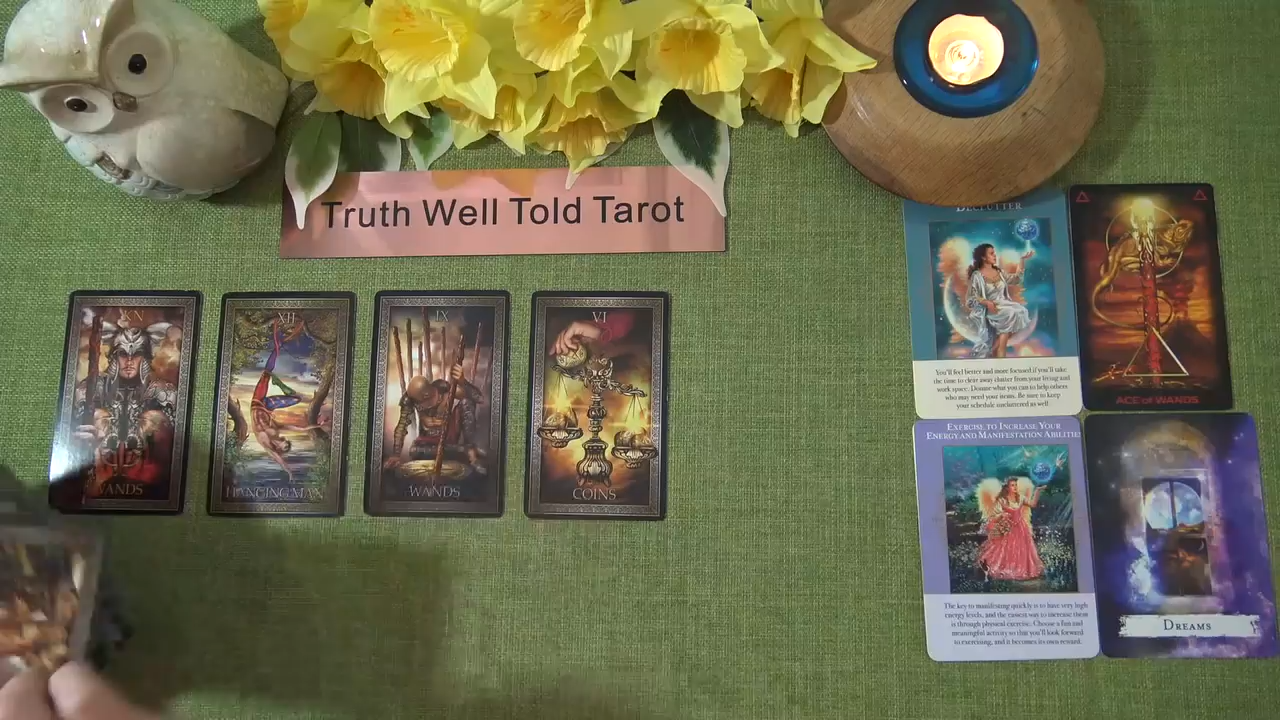 Truth Well Told Tarot
KN
WANDS
XII
HANGING MAN
IX
WANDS
VI
COINS
DECLUTTER
You'll feel better and more focused if you'll take
the time to clear away clutter from your living and
work space. Donate what you can to help others
who may need your items. Be sure to keep
your schedule uncluttered as well
ACE of WANDS
EXERCISE TO INCREASE YOUR
ENERGY AND MANIFESTATION ABILITIES
The key to manifesting quickly is to have very high
energy levels, and the easiest way to increase these
is through physical exercise. Choose a fun and
meaningful activity so that you'll look forward
to exercising, and it becomes its own reward.
DREAMS